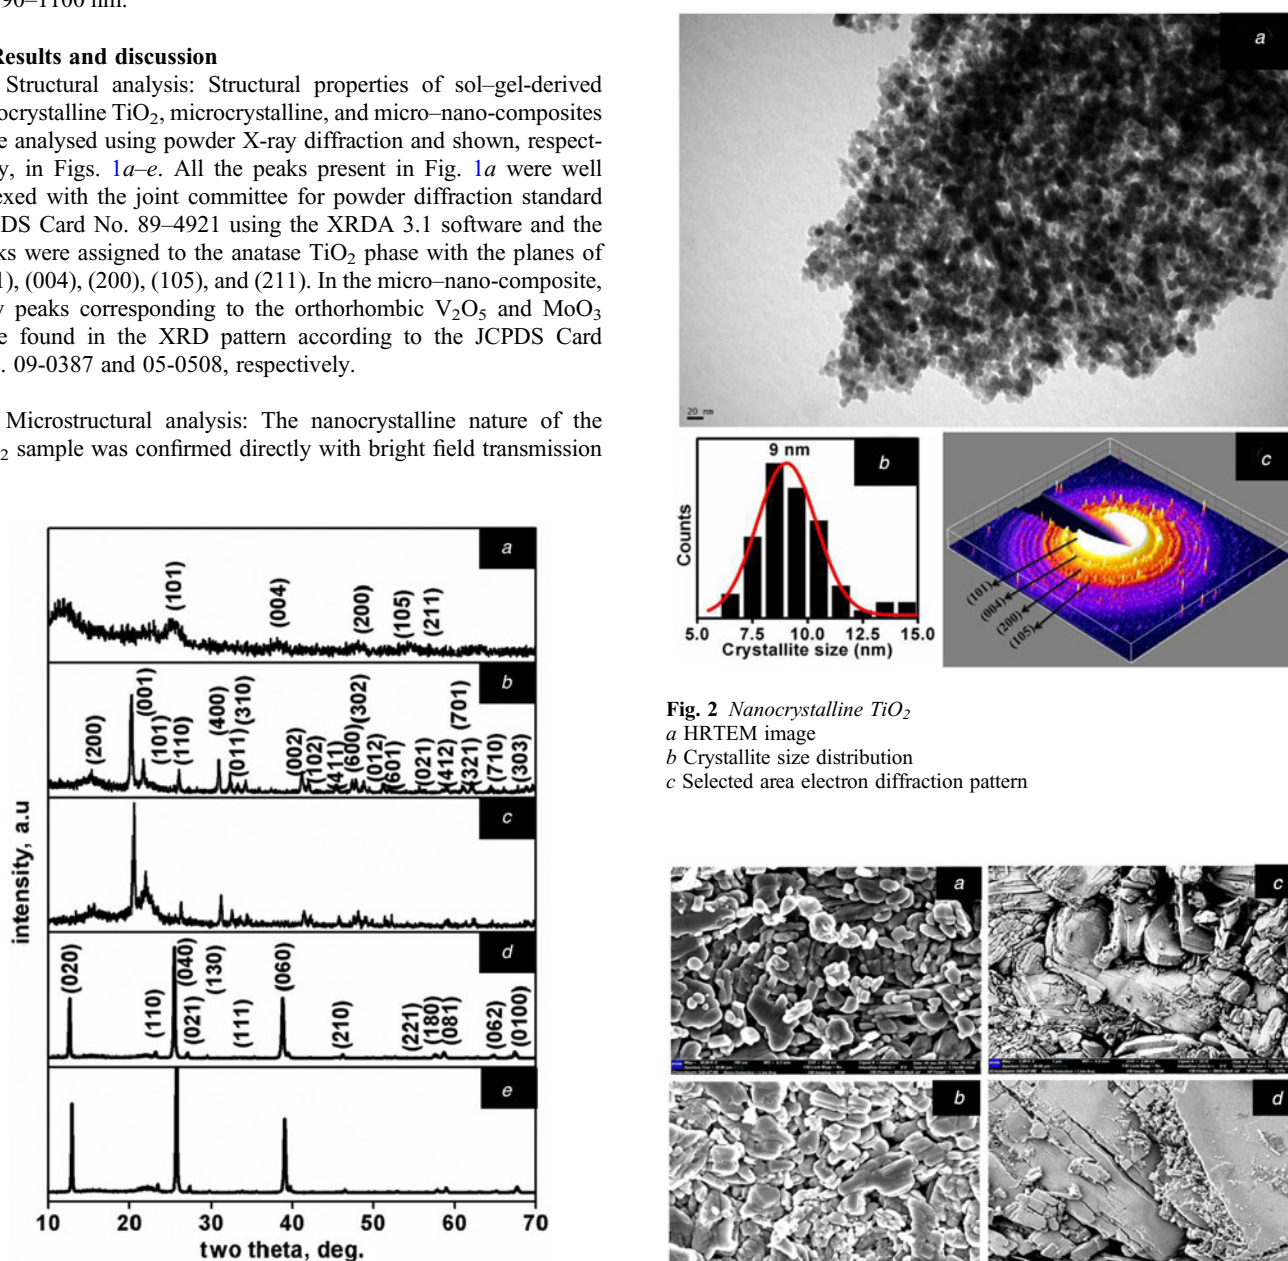 90–1100 nm.
Results and discussion
Structural analysis: Structural properties of sol–gel-derived
ocrystalline TiO2, microcrystalline, and micro–nano-composites
e analysed using powder X-ray diffraction and shown, respect-
y, in Figs. 1a–e. All the peaks present in Fig. 1a were well
exed with the joint committee for powder diffraction standard
DS Card No. 89–4921 using the XRDA 3.1 software and the
ks were assigned to the anatase TiO2 phase with the planes of
1), (004), (200), (105), and (211). In the micro–nano-composite,
y peaks corresponding to the orthorhombic V2O5 and MoO3
e found in the XRD pattern according to the JCPDS Card
. 09-0387 and 05-0508, respectively.
Microstructural analysis: The nanocrystalline nature of the
2 sample was confirmed directly with bright field transmission
intensity, a.u
a
(101)
(004)
(200)
(105)
(211)
b
(200)
(001)
(101)
(110)
(400)
(011)
(310)
(002)
(102)
(411)
(600)
(302)
(012)
(601)
(021)
(412)
(701)
(321)
(710)
(303)
c
d
(020)
(110)
(040)
(021)
(130)
(111)
(060)
(210)
(221)
(180)
(081)
(062)
(0100)
e
10 20 30 40 50 60 70
two theta, deg.
a
20 nm
b
9 nm
Counts
5.0 7.5 10.0 12.5 15.0
Crystallite size (nm)
c
(101)
(004)
(200)
(105)
Fig. 2 Nanocrystalline TiO2
a HRTEM image
b Crystallite size distribution
c Selected area electron diffraction pattern
a
c
b
d